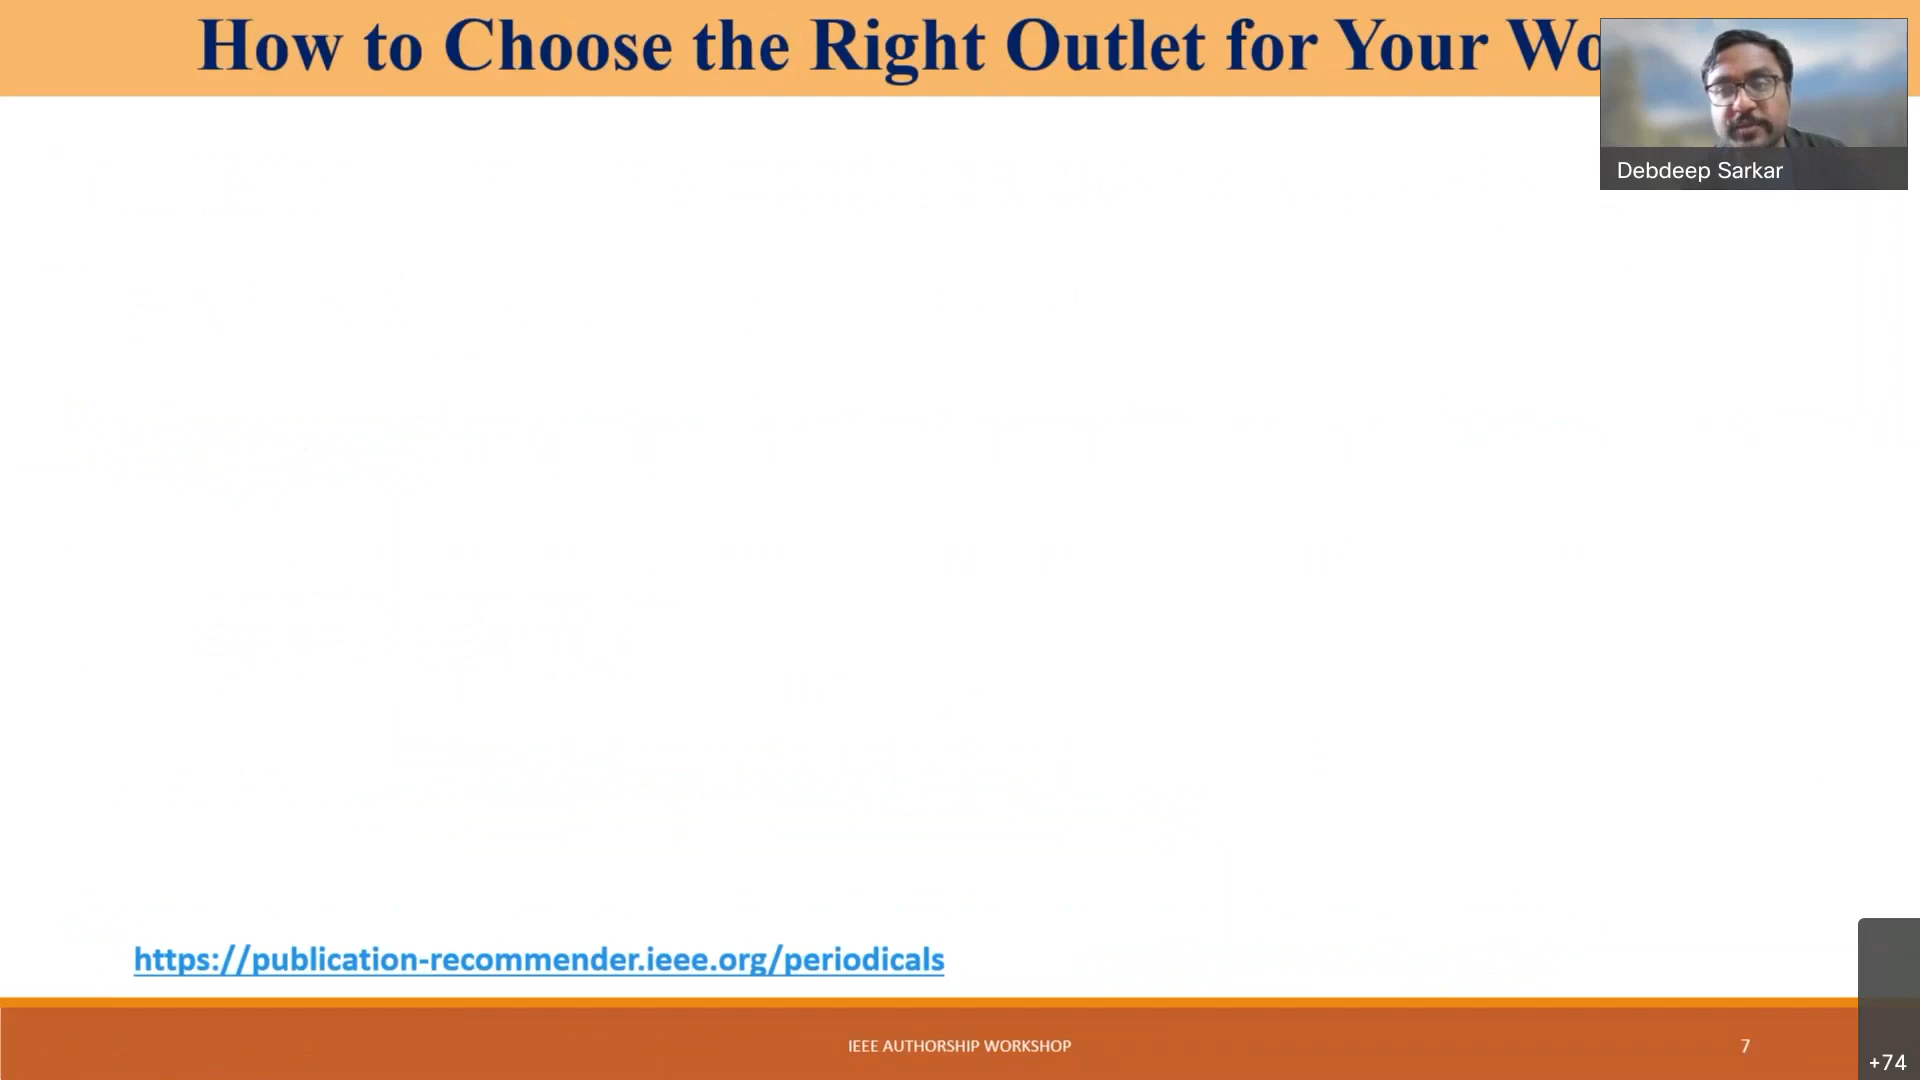 How to Choose the Right Outlet for Your Wo
Debdeep Sarkar
https://publication-recommender.ieee.org/periodicals
IEEE AUTHORSHIP WORKSHOP
7
+74